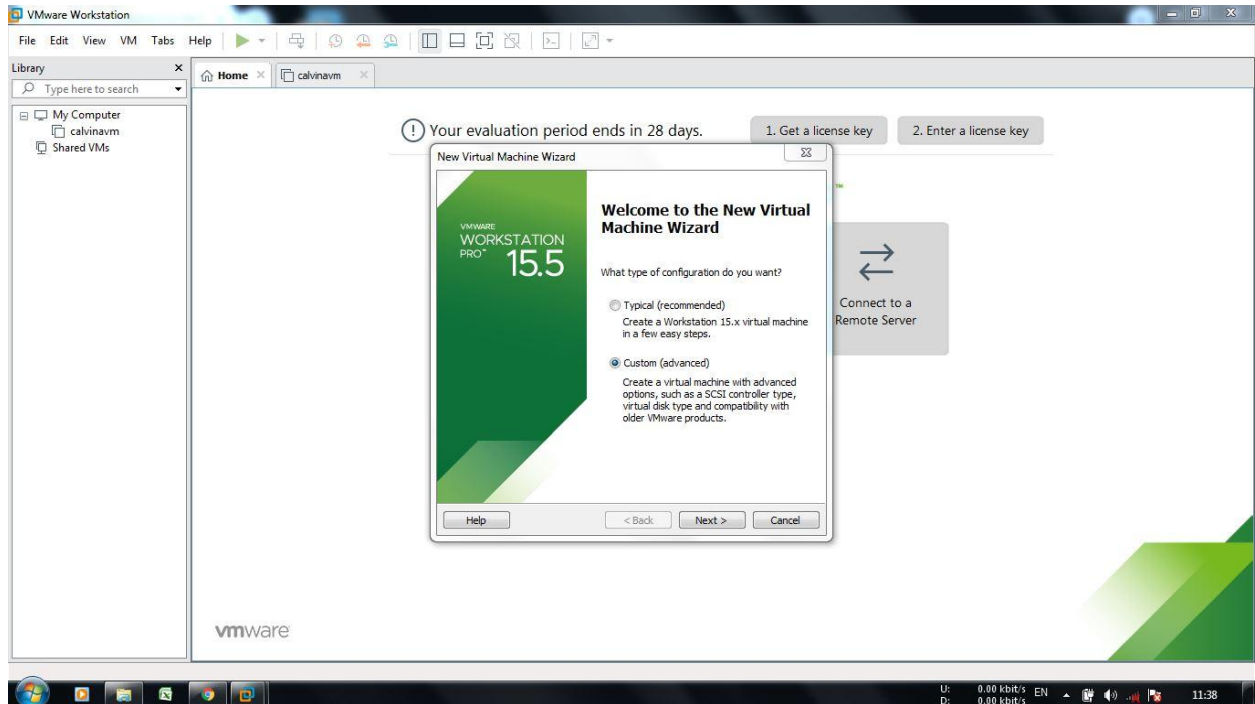 VMware Workstation
File Edit View VM Tabs Help
Library
Type here to search
My Computer
calvinavm
Shared VMs
Home
calvinavm
Your evaluation period ends in 28 days.
1. Get a license key
2. Enter a license key
New Virtual Machine Wizard
VMWARE
WORKSTATION
PRO™ 15.5
Welcome to the New Virtual
Machine Wizard
What type of configuration do you want?
Typical (recommended)
Create a Workstation 15.x virtual machine
in a few easy steps.
Custom (advanced)
Create a virtual machine with advanced
options, such as a SCSI controller type,
virtual disk type and compatibility with
older VMware products.
Help
< Back
Next >
Cancel
™
Connect to a
Remote Server
vmware
U: 0.00 kbit/s
D: 0.00 kbit/s
EN
11:38